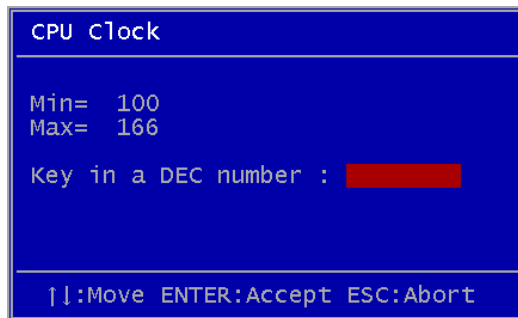 CPU Clock
Min= 100
Max= 166
Key in a DEC number :
↑↓:Move ENTER:Accept ESC:Abort